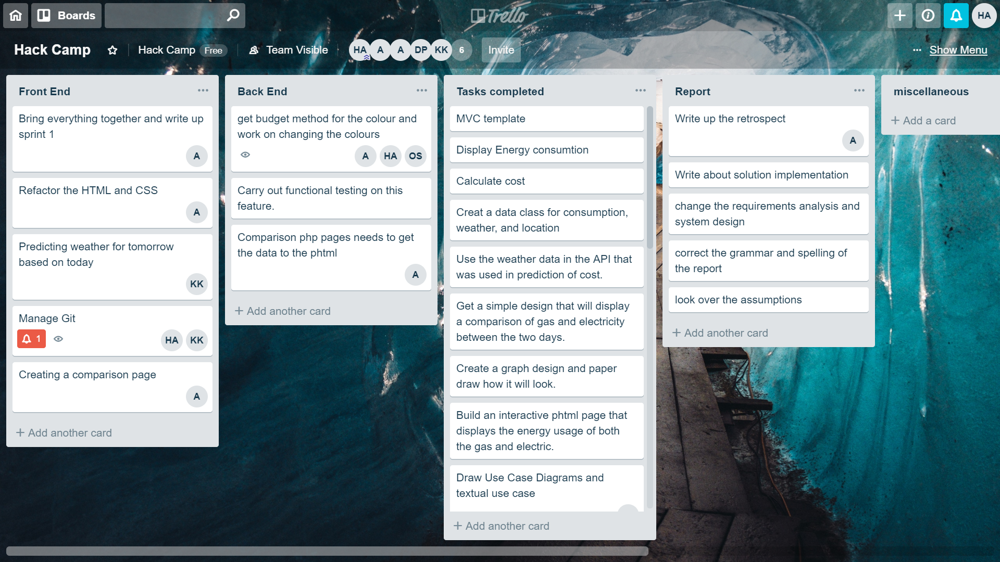 Boards
Trello
HA
Hack Camp
Hack Camp Free
Team Visible
HA A A DP KK 6
Invite
... Show Menu
Front End
Bring everything together and write up
sprint 1
A
Refactor the HTML and CSS
A
Predicting weather for tomorrow
based on today
KK
Manage Git
1
HA KK
Creating a comparison page
A
+ Add another card
Back End
get budget method for the colour and
work on changing the colours
A HA OS
Carry out functional testing on this
feature.
Comparison php pages needs to get
the data to the phtml
A
+ Add another card
Tasks completed
MVC template
Display Energy consumtion
Calculate cost
Creat a data class for consumption,
weather, and location
Use the weather data in the API that
was used in prediction of cost.
Get a simple design that will display
a comparison of gas and electricity
between the two days.
Create a graph design and paper
draw how it will look.
Build an interactive phtml page that
displays the energy usage of both
the gas and electric.
Draw Use Case Diagrams and
textual use case
+ Add another card
Report
Write up the retrospect
A
Write about solution implementation
change the requirements analysis and
system design
correct the grammar and spelling of
the report
look over the assumptions
+ Add another card
miscellaneous
+ Add a card